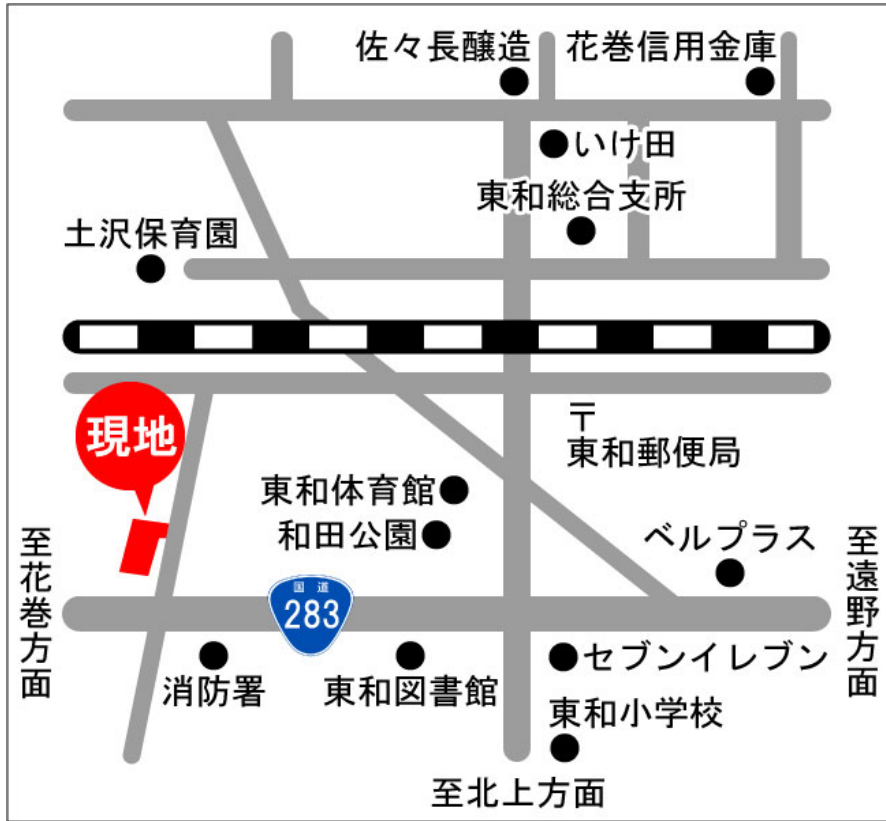 佐々長醸造
花巻信用金庫
いけ田
東和総合支所
土沢保育園
現地
〒
東和郵便局
東和体育館
和田公園
ベルプラス
至花巻方面
至遠野方面
国道
283
消防署
東和図書館
セブンイレブン
東和小学校
至北上方面